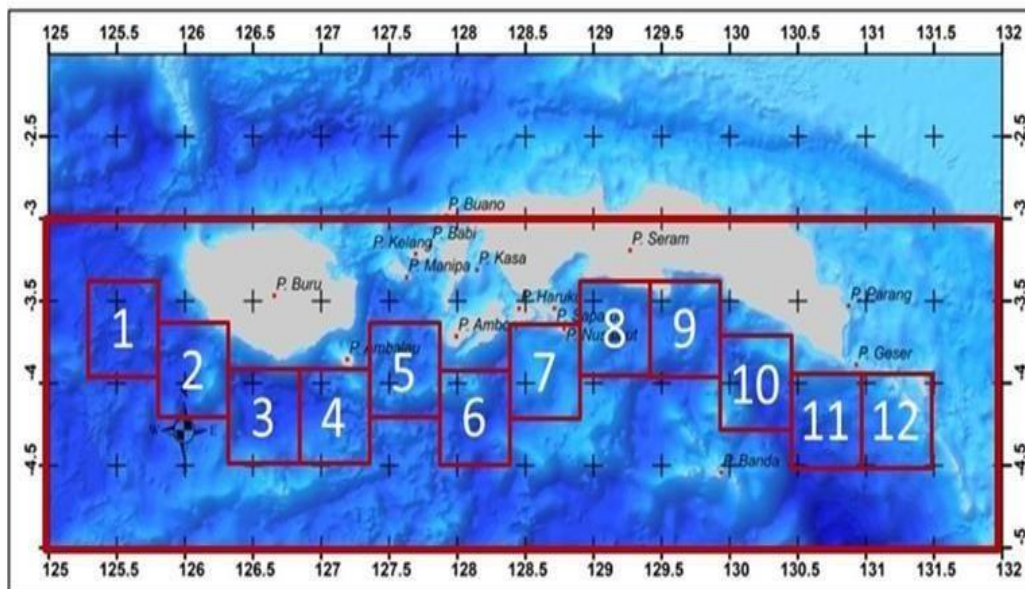 125 125.5 126 126.5 127 127.5 128 128.5 129 129.5 130 130.5 131 131.5 132
-2.5 -2.5
-3 -3
P. Buano
P. Babi
P. Kelang
P. Seram
P. Kasa
P. Manipa
P. Buru
-3.5 -3.5
P. Haruku
P. Parang
P. Saparua
P. Ambon
P. Nusalaut
P. Ambalau
P. Geser
1
2
3
4
5
6
7
8
9
10
11
12
-4 -4
W E
-4.5 -4.5
P. Banda
-5 -5
125 125.5 126 126.5 127 127.5 128 128.5 129 129.5 130 130.5 131 131.5 132